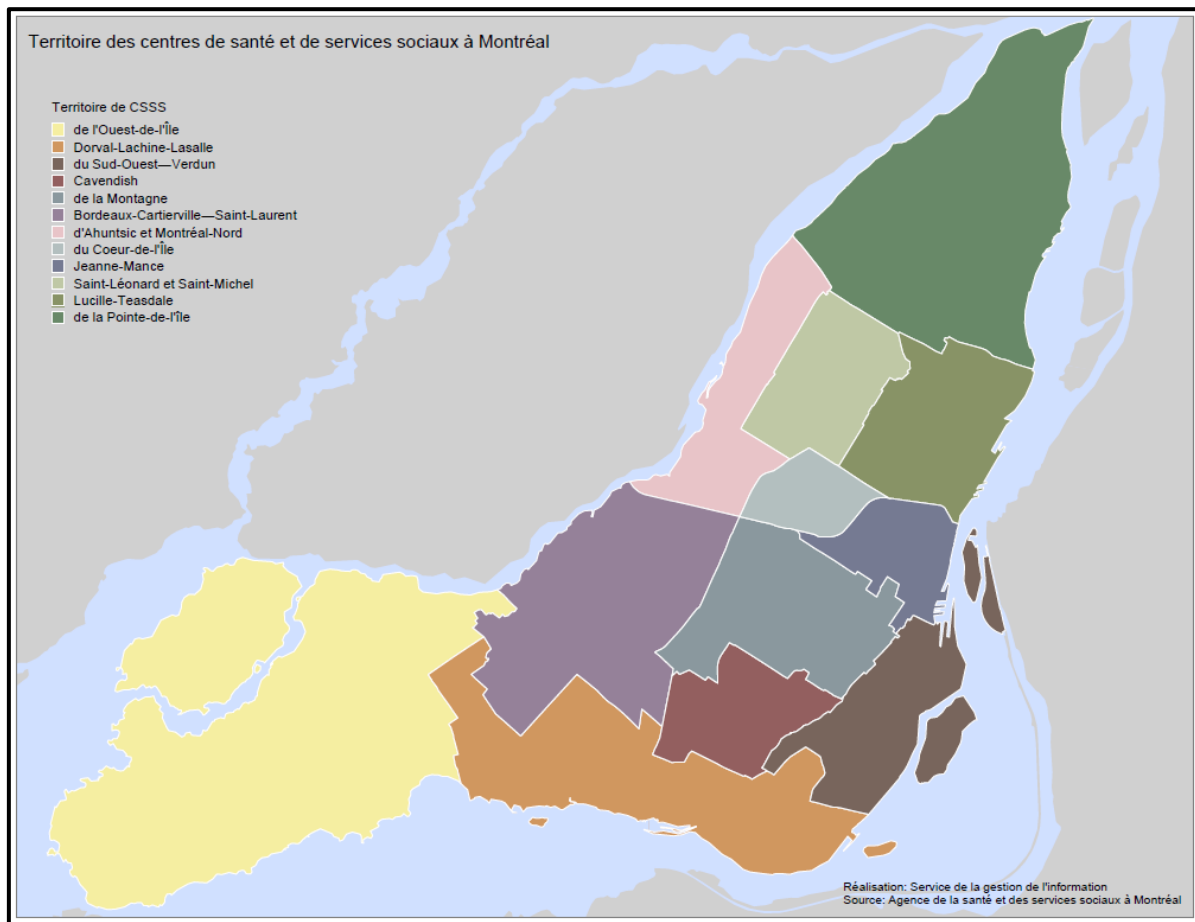 Territoire des centres de santé et de services sociaux à Montréal
Territoire de CSSS
de l'Ouest-de-l'Île
Dorval-Lachine-Lasalle
du Sud-Ouest—Verdun
Cavendish
de la Montagne
Bordeaux-Cartierville—Saint-Laurent
d'Ahuntsic et Montréal-Nord
du Coeur-de-l'Île
Jeanne-Mance
Saint-Léonard et Saint-Michel
Lucille-Teasdale
de la Pointe-de-l'île
Réalisation: Service de la gestion de l'information
Source: Agence de la santé et des services sociaux à Montréal